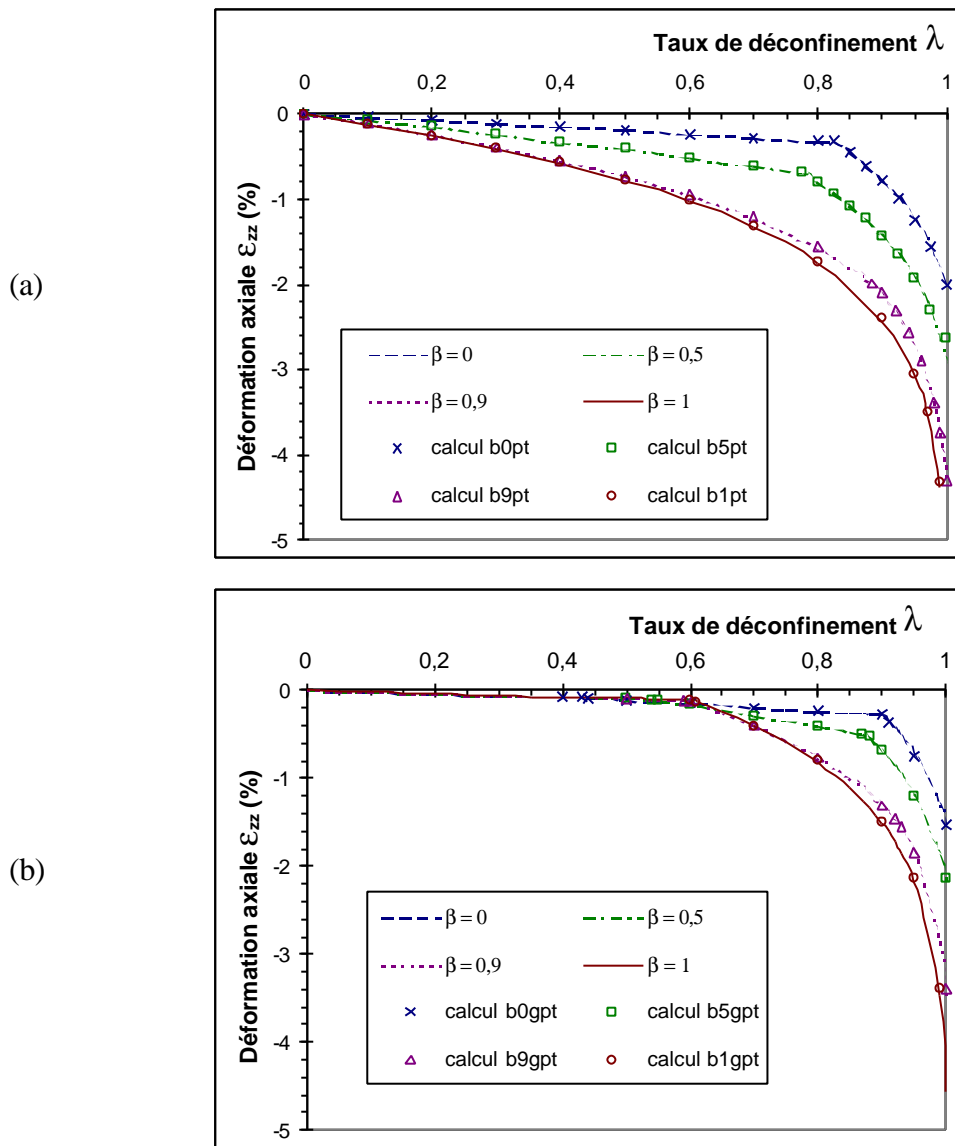 Taux de déconfinement λ
0 0,2 0,4 0,6 0,8 1
0
-1
-2
-3
-4
-5
Déformation axiale εzz (%)
(a)
β = 0 β = 0,5
β = 0,9 β = 1
calcul b0pt calcul b5pt
calcul b9pt calcul b1pt
Taux de déconfinement λ
0 0,2 0,4 0,6 0,8 1
0
-1
-2
-3
-4
-5
Déformation axiale εzz (%)
(b)
β = 0 β = 0,5
β = 0,9 β = 1
calcul b0gpt calcul b5gpt
calcul b9gpt calcul b1gpt